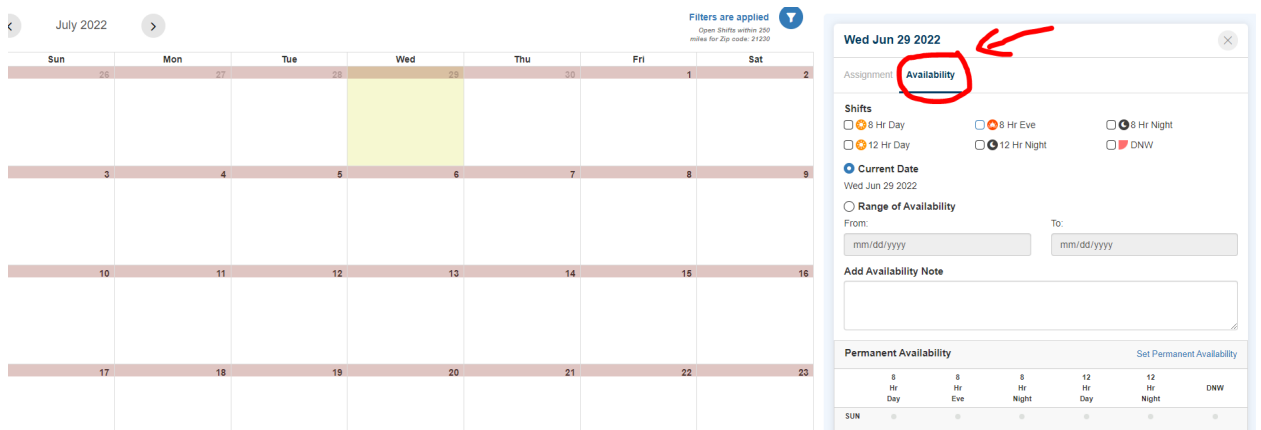 July 2022
Filters are applied
Open Shifts within 250
miles for Zip code: 21230
Sun Mon Tue Wed Thu Fri Sat
26 27 28 29 30 1 2
3 4 5 6 7 8 9
10 11 12 13 14 15 16
17 18 19 20 21 22 23
Wed Jun 29 2022
Assignment Availability
Shifts
8 Hr Day 8 Hr Eve 8 Hr Night
12 Hr Day 12 Hr Night DNW
Current Date
Wed Jun 29 2022
Range of Availability
From: To:
mm/dd/yyyy mm/dd/yyyy
Add Availability Note
Permanent Availability Set Permanent Availability
8 8 8 12 12
Hr Hr Hr Hr Hr DNW
Day Eve Night Day Night
SUN